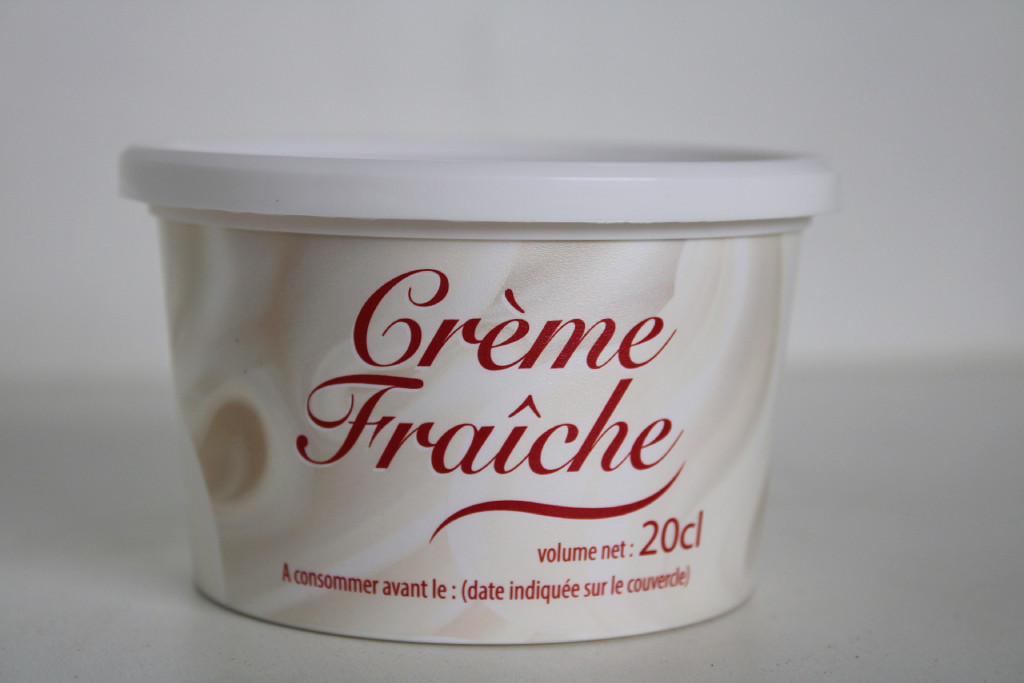 Crème
Fraîche
volume net : 20cl
A consommer avant le : (date indiquée sur le couvercle)